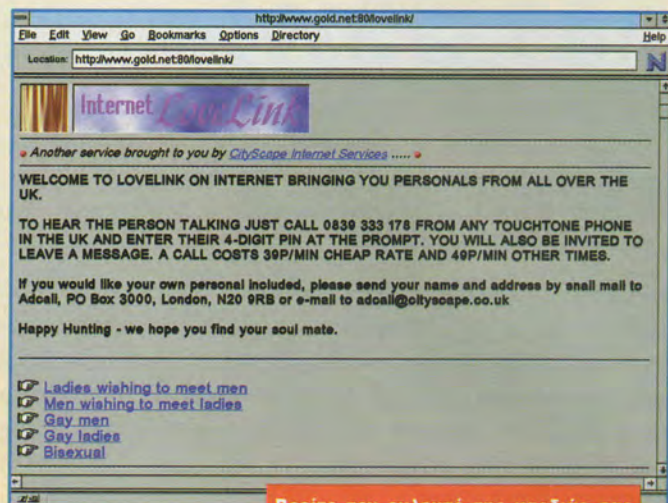 http://www.gold.net:80/lovelink/
File Edit View Go Bookmarks Options Directory Help
Location: http://www.gold.net:80/lovelink/
N
Internet LoveLink
Another service brought to you by CityScape Internet Services .....
WELCOME TO LOVELINK ON INTERNET BRINGING YOU PERSONALS FROM ALL OVER THE
UK.
TO HEAR THE PERSON TALKING JUST CALL 0839 333 178 FROM ANY TOUCHTONE PHONE
IN THE UK AND ENTER THEIR 4-DIGIT PIN AT THE PROMPT. YOU WILL ALSO BE INVITED TO
LEAVE A MESSAGE. A CALL COSTS 39P/MIN CHEAP RATE AND 49P/MIN OTHER TIMES.
If you would like your own personal included, please send your name and address by snail mail to
Adcall, PO Box 3000, London, N20 9RB or e-mail to adcall@cityscape.co.uk
Happy Hunting - we hope you find your soul mate.
Ladies wishing to meet men
Men wishing to meet ladies
Gay men
Gay ladies
Bisexual